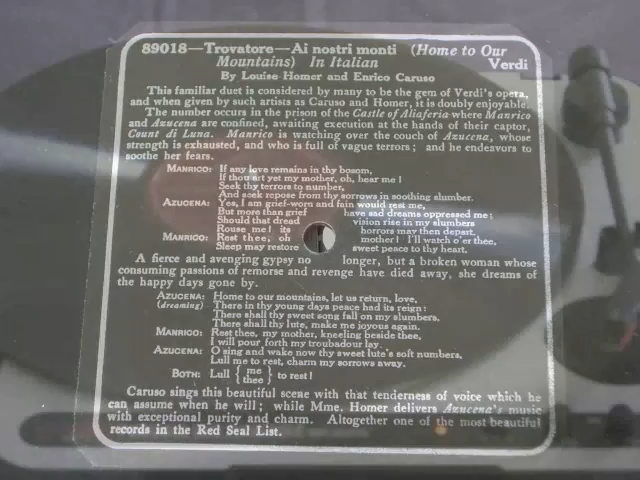 89018—Trovatore—Ai nostri monti (Home to Our
Mountains) In Italian Verdi
By Louise Homer and Enrico Caruso
This familiar duet is considered by many to be the gem of Verdi's opera,
and when given by such artists as Caruso and Homer, it is doubly enjoyable.
The number occurs in the prison of the Castle of Aliaferia where Manrico
and Azucena are confined, awaiting execution at the hands of their captor,
Count di Luna. Manrico is watching over the couch of Azucena, whose
strength is exhausted, and who is full of vague terrors; and he endeavors to
soothe her fears.
MANRICO: If any love remains in thy bosom,
If thou art yet my mother, oh, hear me!
Seek thy terrors to number,
And seek repose from thy sorrows in soothing slumber.
AZUCENA: Yes, I am grief-worn and fain would rest me,
But more than grief have sad dreams oppressed me;
Should that dread vision rise in my slumbers
Rouse me! its horrors may then depart.
MANRICO: Rest thee, oh mother! I'll watch o'er thee,
Sleep may restore sweet peace to thy heart.
A fierce and avenging gypsy no longer, but a broken woman whose
consuming passions of remorse and revenge have died away, she dreams of
the happy days gone by.
AZUCENA: Home to our mountains, let us return, love,
(dreaming) There in thy young days peace had its reign:
There shall thy sweet song fall on my slumbers,
There shall thy lute, make me joyous again.
MANRICO: Rest thee, my mother, kneeling beside thee,
I will pour forth my troubadour lay.
AZUCENA: O sing and wake now thy sweet lute's soft numbers,
Lull me to rest, charm my sorrows away.
BOTH: Lull { me thee } to rest!
Caruso sings this beautiful scene with that tenderness of voice which he
can assume when he will; while Mme. Homer delivers Azucena's music
with exceptional purity and charm. Altogether one of the most beautiful
records in the Red Seal List.